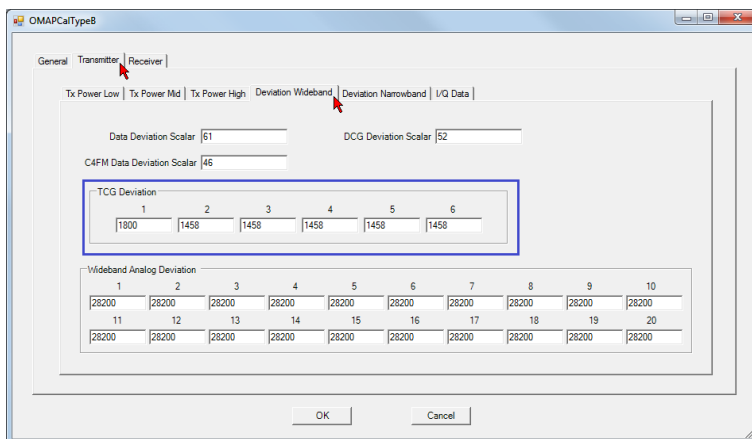 OMAPCalTypeB
General Transmitter Receiver
Tx Power Low Tx Power Mid Tx Power High Deviation Wideband Deviation Narrowband I/Q Data
Data Deviation Scalar 61 DCG Deviation Scalar 52
C4FM Data Deviation Scalar 46
TCG Deviation
1 2 3 4 5 6
1800 1458 1458 1458 1458 1458
Wideband Analog Deviation
1 2 3 4 5 6 7 8 9 10
28200 28200 28200 28200 28200 28200 28200 28200 28200 28200
11 12 13 14 15 16 17 18 19 20
28200 28200 28200 28200 28200 28200 28200 28200 28200 28200
OK Cancel